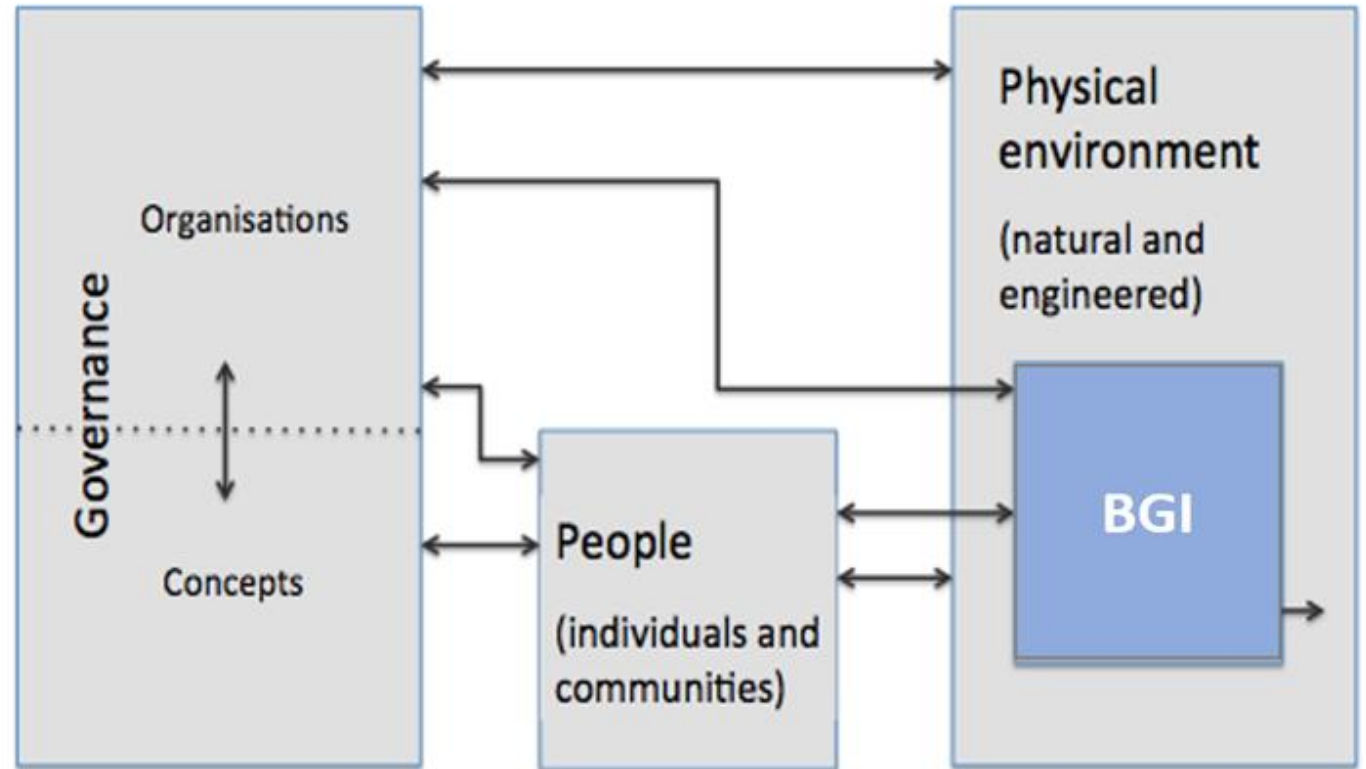 Governance
Organisations
Concepts
People
(individuals and
communities)
Physical
environment
(natural and
engineered)
BGI